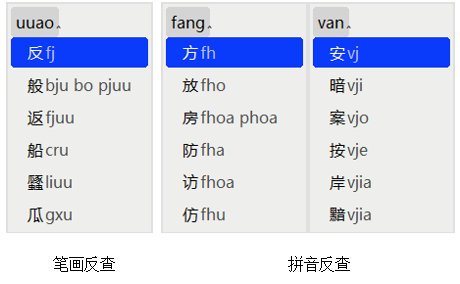 uuao
反fj
般bju bo pjuu
返fjuu
船cru
蠿liuu
瓜gxu
fang
方fh
放fho
房fhoa phoa
防fha
访fhoa
仿fhu
van
安vj
暗vji
案vjo
按vje
岸vjia
黯vjia
笔画反查
拼音反查